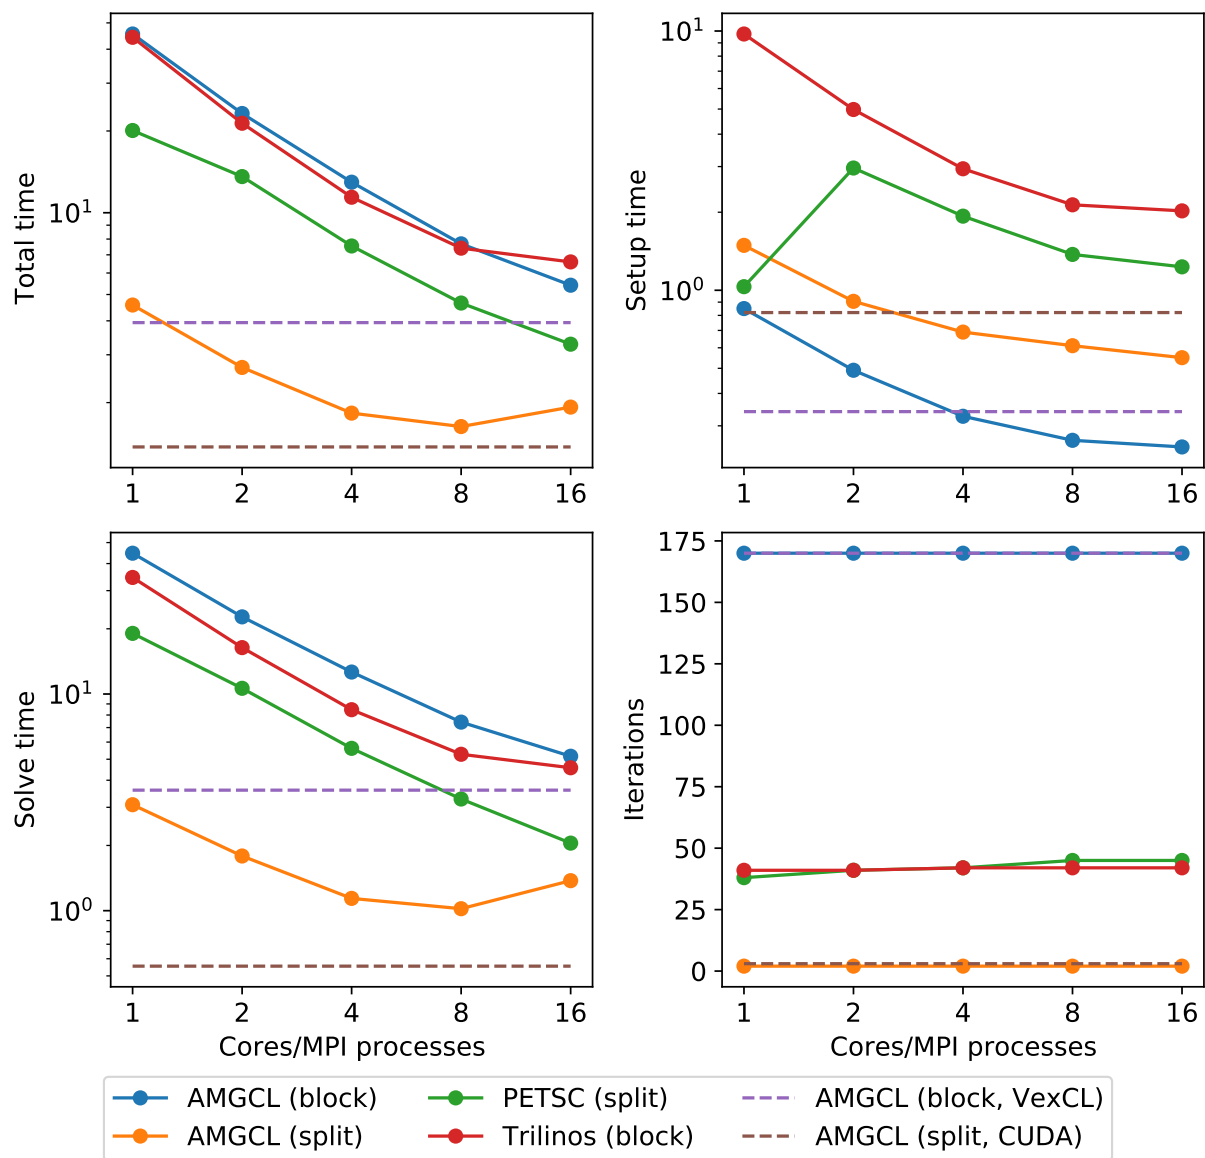 Total time
10¹
1 2 4 8 16
Setup time
10¹
10⁰
1 2 4 8 16
Solve time
10¹
10⁰
1 2 4 8 16
Cores/MPI processes
Iterations
175
150
125
100
75
50
25
0
1 2 4 8 16
Cores/MPI processes
AMGCL (block) PETSC (split) AMGCL (block, VexCL)
AMGCL (split) Trilinos (block) AMGCL (split, CUDA)